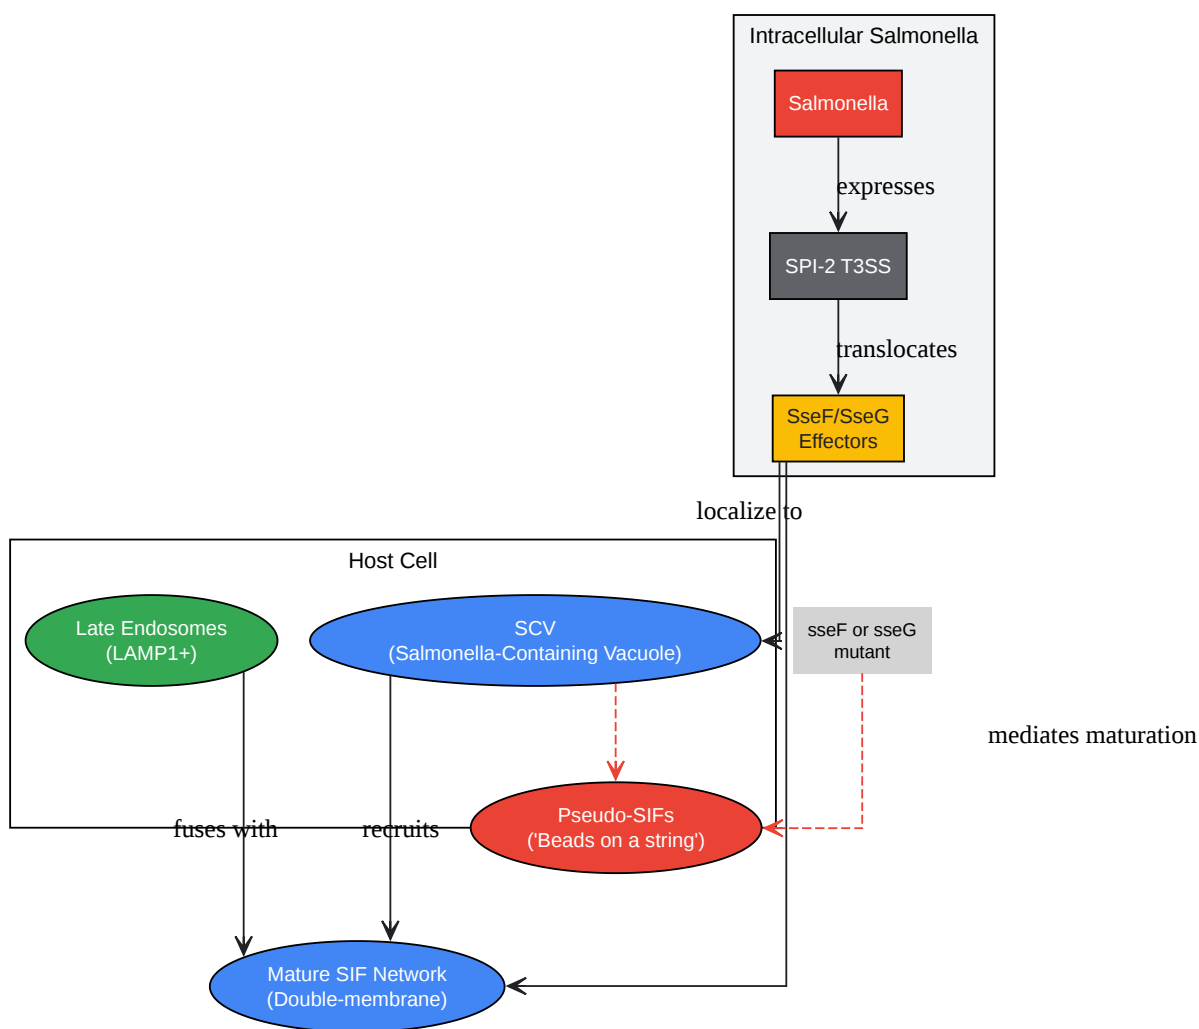 Intracellular Salmonella
Salmonella
expresses
SPI-2 T3SS
translocates
SseF/SseG
Effectors
localize to
Host Cell
Late Endosomes
(LAMP1+)
SCV
(Salmonella-Containing Vacuole)
sseF or sseG
mutant
mediates maturation
Pseudo-SIFs
('Beads on a string')
fuses with
recruits
Mature SIF Network
(Double-membrane)